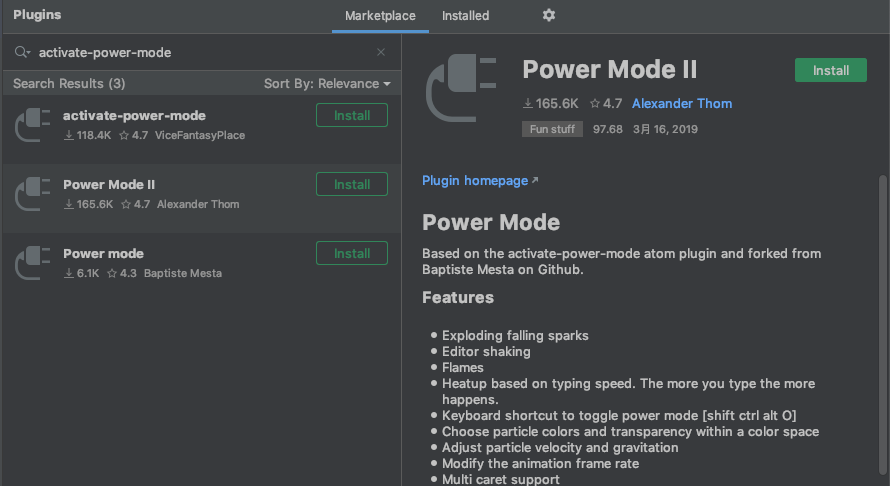 Plugins
Marketplace
Installed
activate-power-mode
Search Results (3)
Sort By: Relevance
activate-power-mode
Install
118.4K 4.7 ViceFantasyPlace
Power Mode II
Install
165.6K 4.7 Alexander Thom
Power mode
Install
6.1K 4.3 Baptiste Mesta
Power Mode II
Install
165.6K 4.7 Alexander Thom
Fun stuff 97.68 3月 16, 2019
Plugin homepage
Power Mode
Based on the activate-power-mode atom plugin and forked from
Baptiste Mesta on Github.
Features
Exploding falling sparks
Editor shaking
Flames
Heatup based on typing speed. The more you type the more
happens.
Keyboard shortcut to toggle power mode [shift ctrl alt O]
Choose particle colors and transparency within a color space
Adjust particle velocity and gravitation
Modify the animation frame rate
Multi caret support